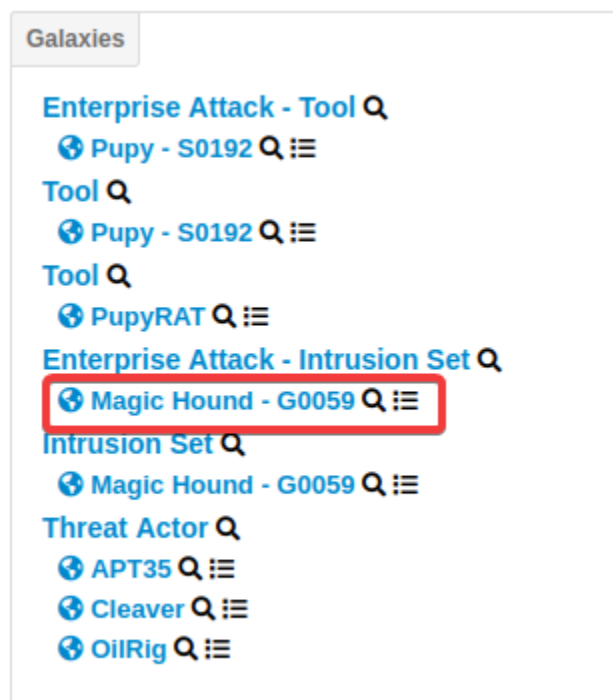 Galaxies
Enterprise Attack - Tool
Pupy - S0192
Tool
Pupy - S0192
Tool
PupyRAT
Enterprise Attack - Intrusion Set
Magic Hound - G0059
Intrusion Set
Magic Hound - G0059
Threat Actor
APT35
Cleaver
OilRig